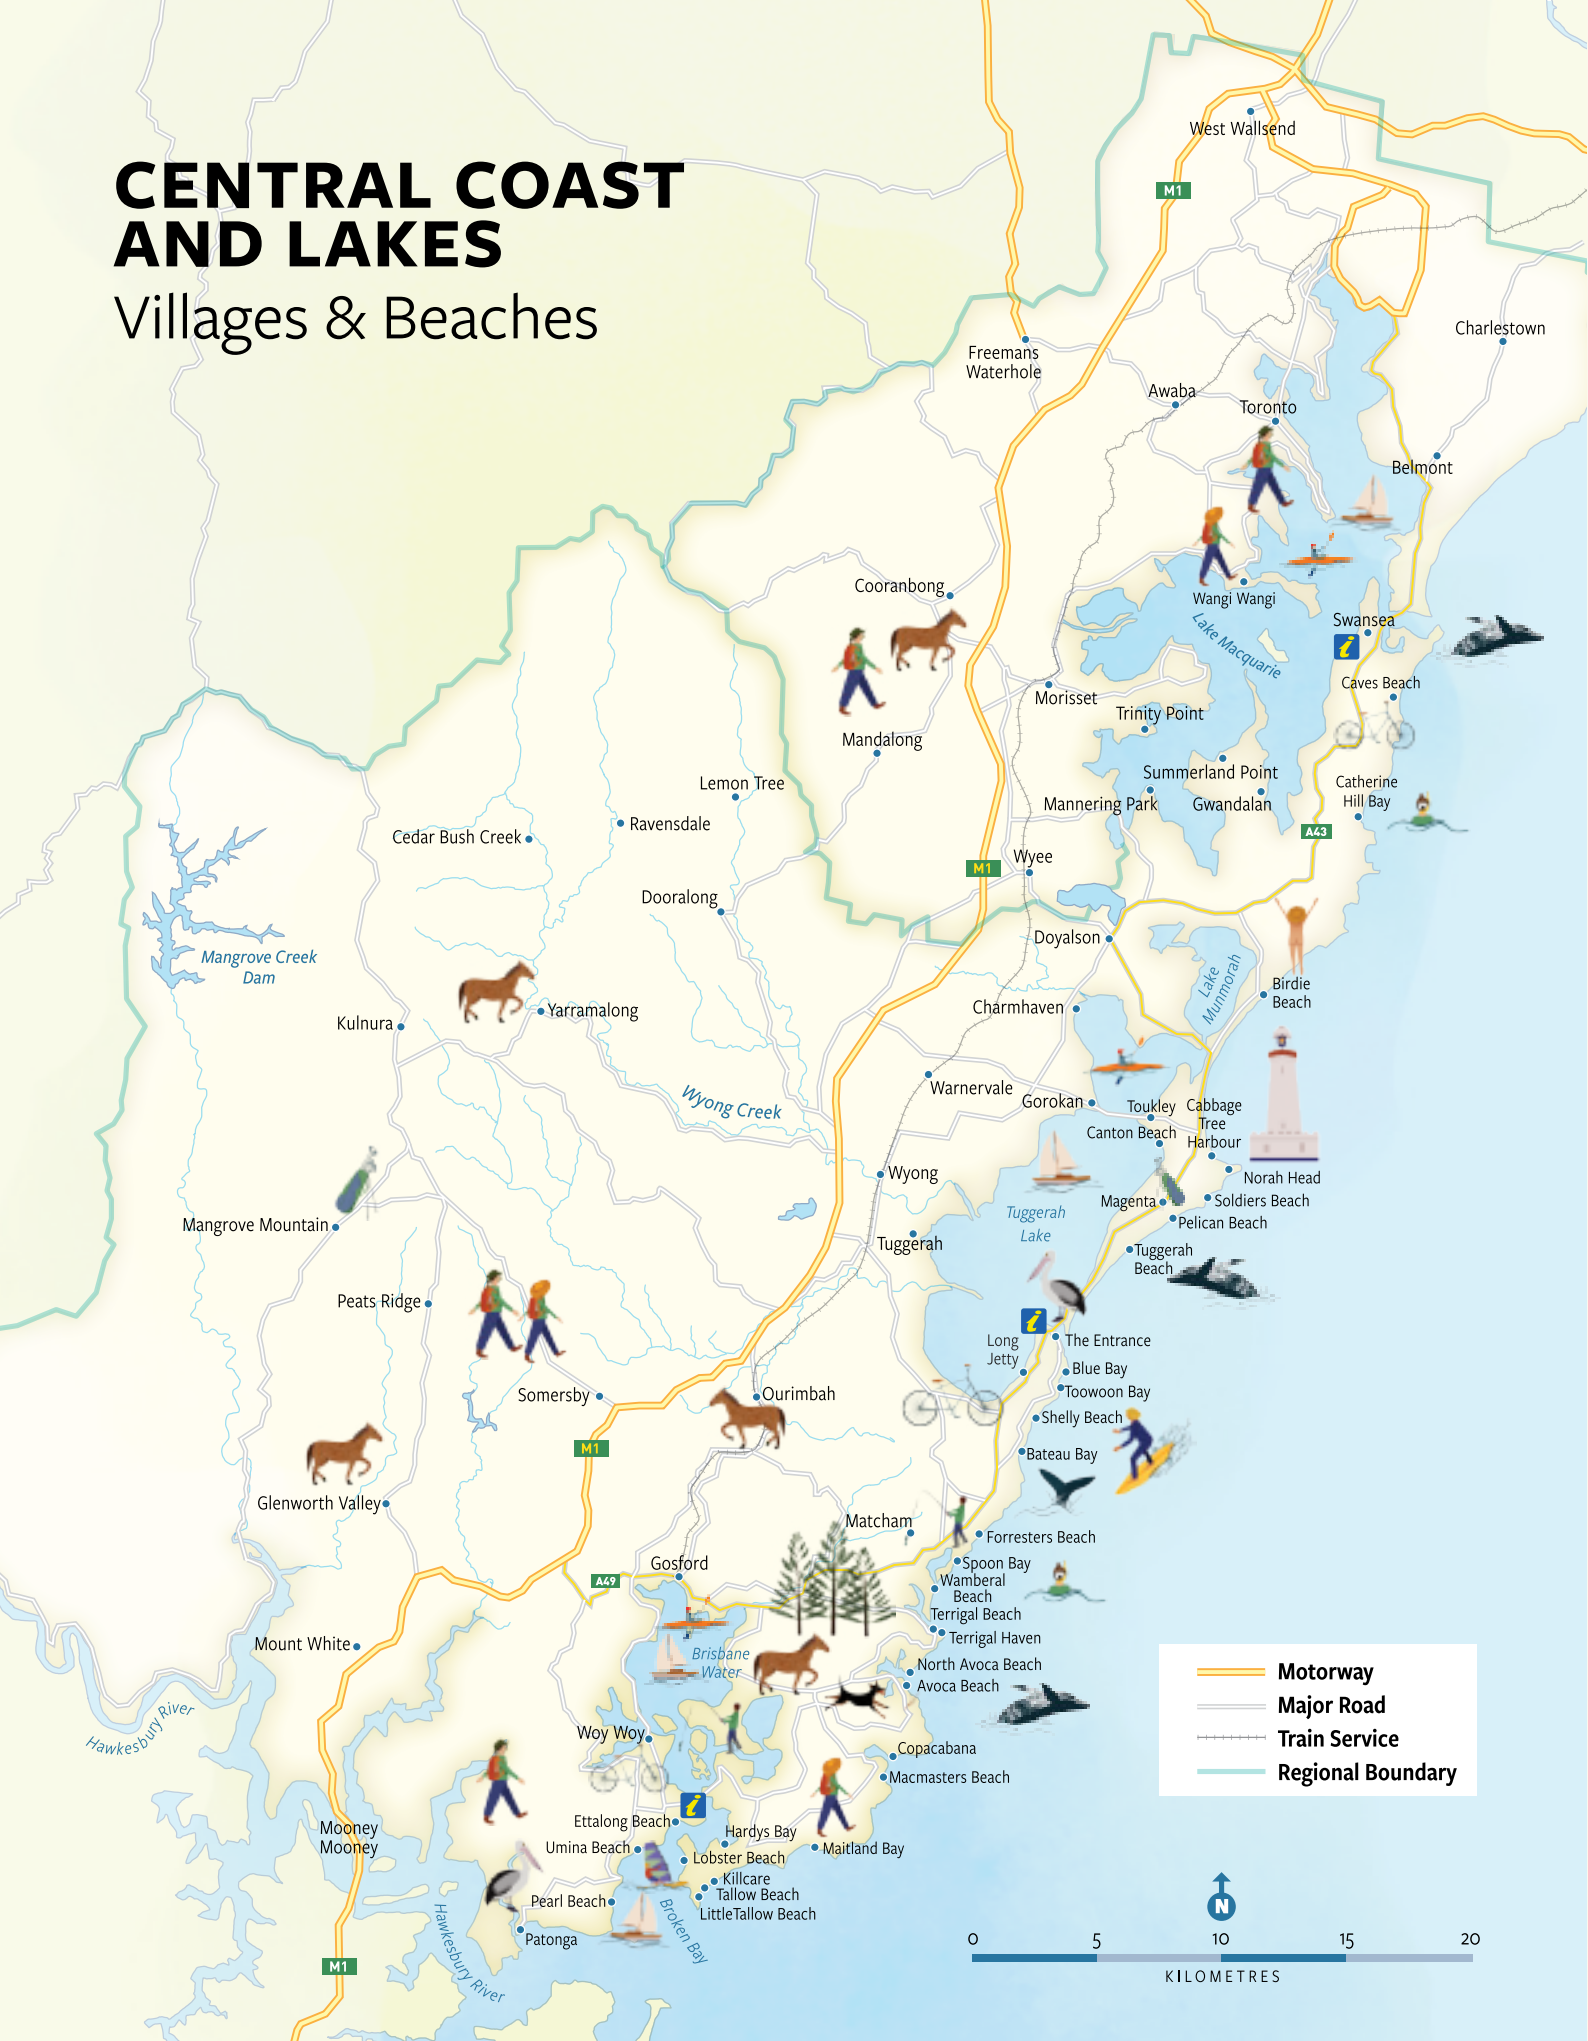 CENTRAL COAST
AND LAKES
Villages & Beaches
West Wallsend
M1
Charlestown
Freemans
Waterhole
Awaba
Toronto
Belmont
Cooranbong
Wangi Wangi
Lake Macquarie
Swansea
i
Caves Beach
Morisset
Trinity Point
Mandalong
Summerland Point
Lemon Tree
Catherine
Hill Bay
Mannering Park
Gwandalan
Ravensdale
Cedar Bush Creek
A43
Wyee
M1
Dooralong
Doyalson
Mangrove Creek
Dam
Lake
Munmorah
Birdie
Beach
Yarramalong
Charmhaven
Kulnura
Warnervale
Wyong Creek
Gorokan
Toukley
Cabbage
Tree
Harbour
Canton Beach
Wyong
Norah Head
Magenta
Soldiers Beach
Tuggerah
Lake
Pelican Beach
Mangrove Mountain
Tuggerah
Tuggerah
Beach
Peats Ridge
i
Long
Jetty
The Entrance
Blue Bay
Toowoon Bay
Somersby
Ourimbah
Shelly Beach
M1
Bateau Bay
Glenworth Valley
Matcham
Forresters Beach
Gosford
Spoon Bay
A49
Wamberal
Beach
Terrigal Beach
Terrigal Haven
Mount White
Brisbane
Water
North Avoca Beach
Avoca Beach
Hawkesbury River
Woy Woy
Copacabana
Macmasters Beach
i
Ettalong Beach
Mooney
Mooney
Hardys Bay
Umina Beach
Maitland Bay
Lobster Beach
Killcare
Tallow Beach
Pearl Beach
LittleTallow Beach
Broken Bay
Patonga
Hawkesbury River
M1
Motorway
Major Road
Train Service
Regional Boundary
N
0 5 10 15 20
KILOMETRES